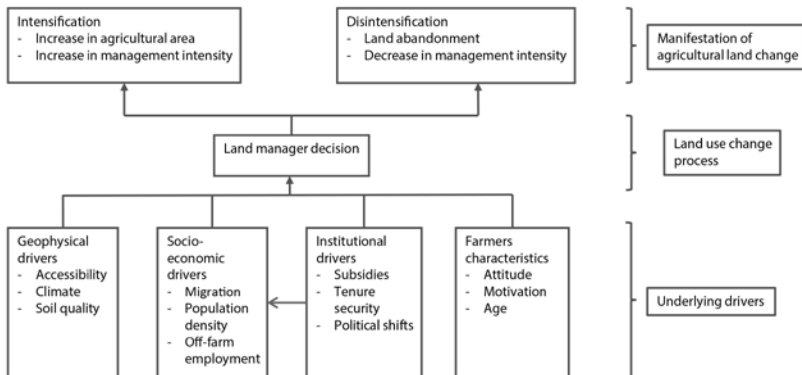 Intensification
- Increase in agricultural area
- Increase in management intensity
Disintensification
- Land abandonment
- Decrease in management intensity
Manifestation of
agricultural land change
Land manager decision
Land use change
process
Geophysical
drivers
- Accessibility
- Climate
- Soil quality
Socio-
economic
drivers
- Migration
- Population
density
- Off-farm
employment
Institutional
drivers
- Subsidies
- Tenure
security
- Political shifts
Farmers
characteristics
- Attitude
- Motivation
- Age
Underlying drivers